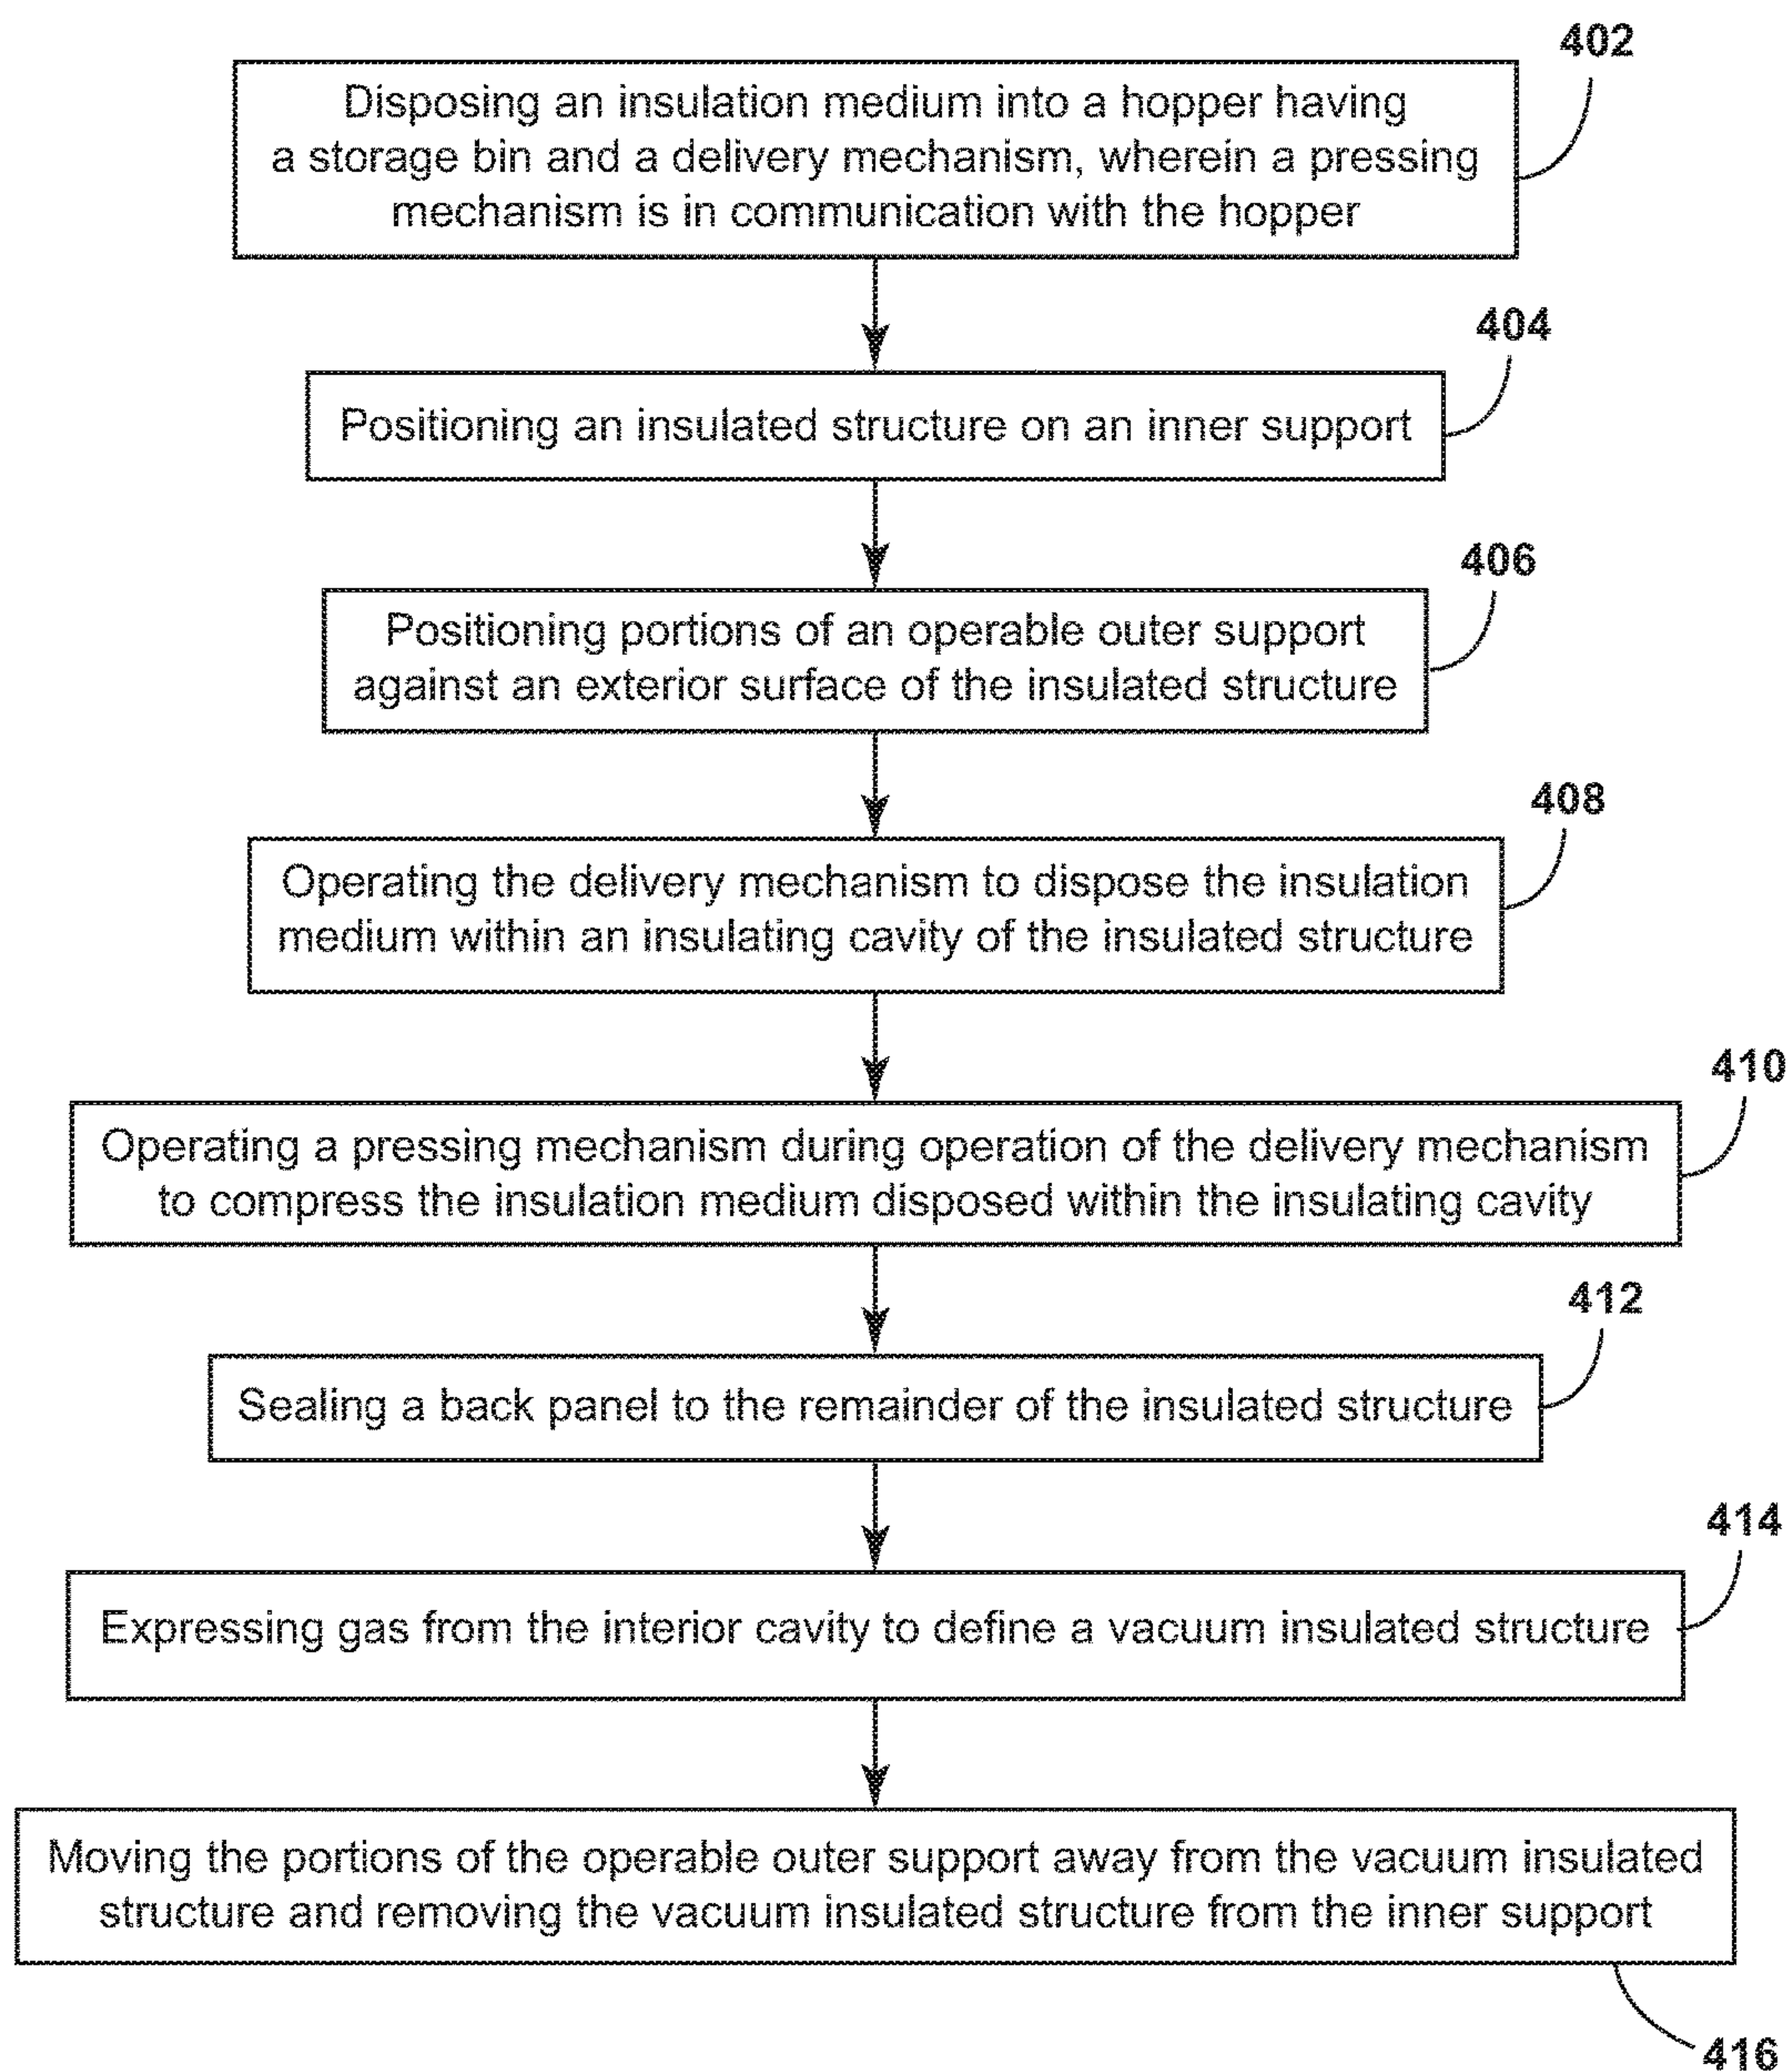 402
Disposing an insulation medium into a hopper having
a storage bin and a delivery mechanism, wherein a pressing
mechanism is in communication with the hopper
404
Positioning an insulated structure on an inner support
406
Positioning portions of an operable outer support
against an exterior surface of the insulated structure
408
Operating the delivery mechanism to dispose the insulation
medium within an insulating cavity of the insulated structure
410
Operating a pressing mechanism during operation of the delivery mechanism
to compress the insulation medium disposed within the insulating cavity
412
Sealing a back panel to the remainder of the insulated structure
414
Expressing gas from the interior cavity to define a vacuum insulated structure
Moving the portions of the operable outer support away from the vacuum insulated
structure and removing the vacuum insulated structure from the inner support
416